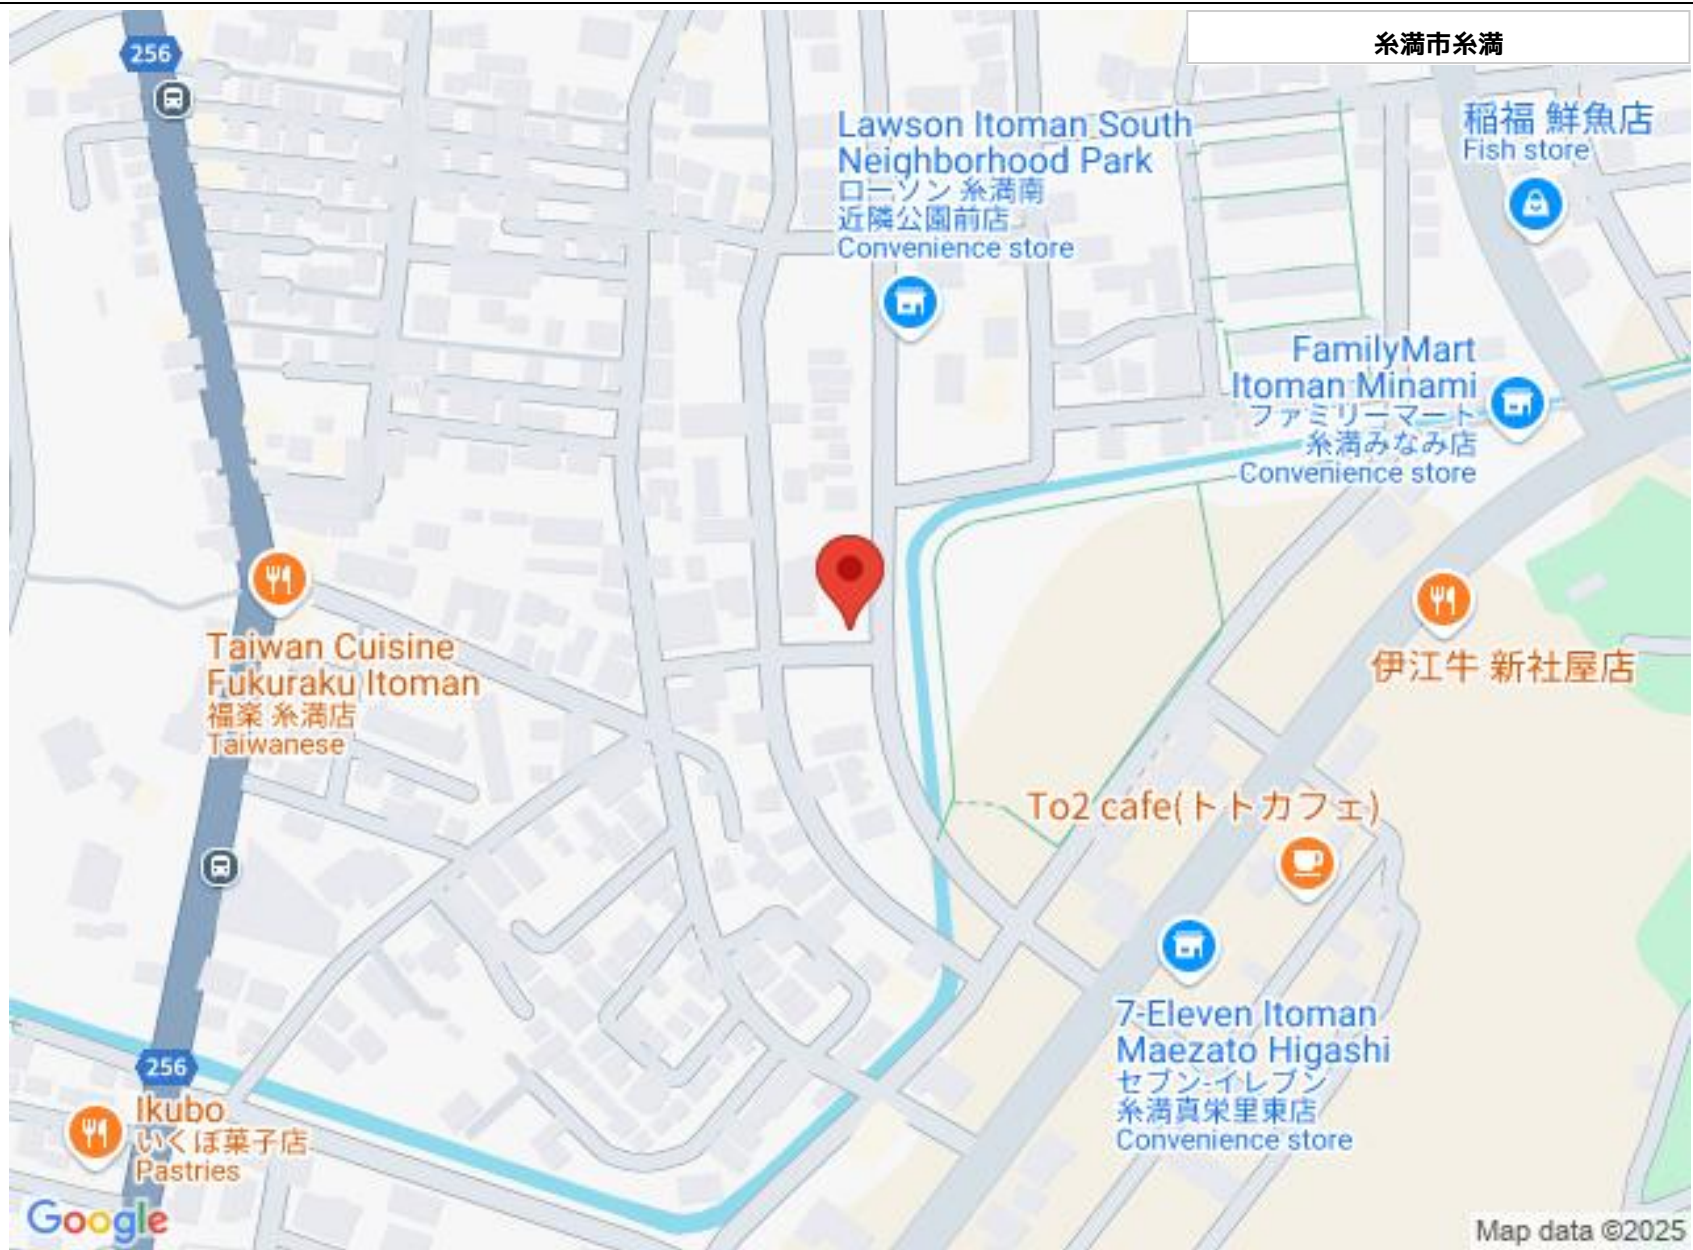 糸満市糸満
256
稲福 鮮魚店
Fish store
Lawson Itoman South
Neighborhood Park
ローソン 糸満南
近隣公園前店
Convenience store
FamilyMart
Itoman Minami
ファミリーマート
糸満みなみ店
Convenience store
Taiwan Cuisine
Fukuraku Itoman
福楽 糸満店
Taiwanese
伊江牛 新社屋店
To2 cafe(トトカフェ)
7-Eleven Itoman
Maezato Higashi
セブン-イレブン
糸満真栄里東店
Convenience store
256
Ikubo
いくぼ菓子店
Pastries
Google
Map data ©2025